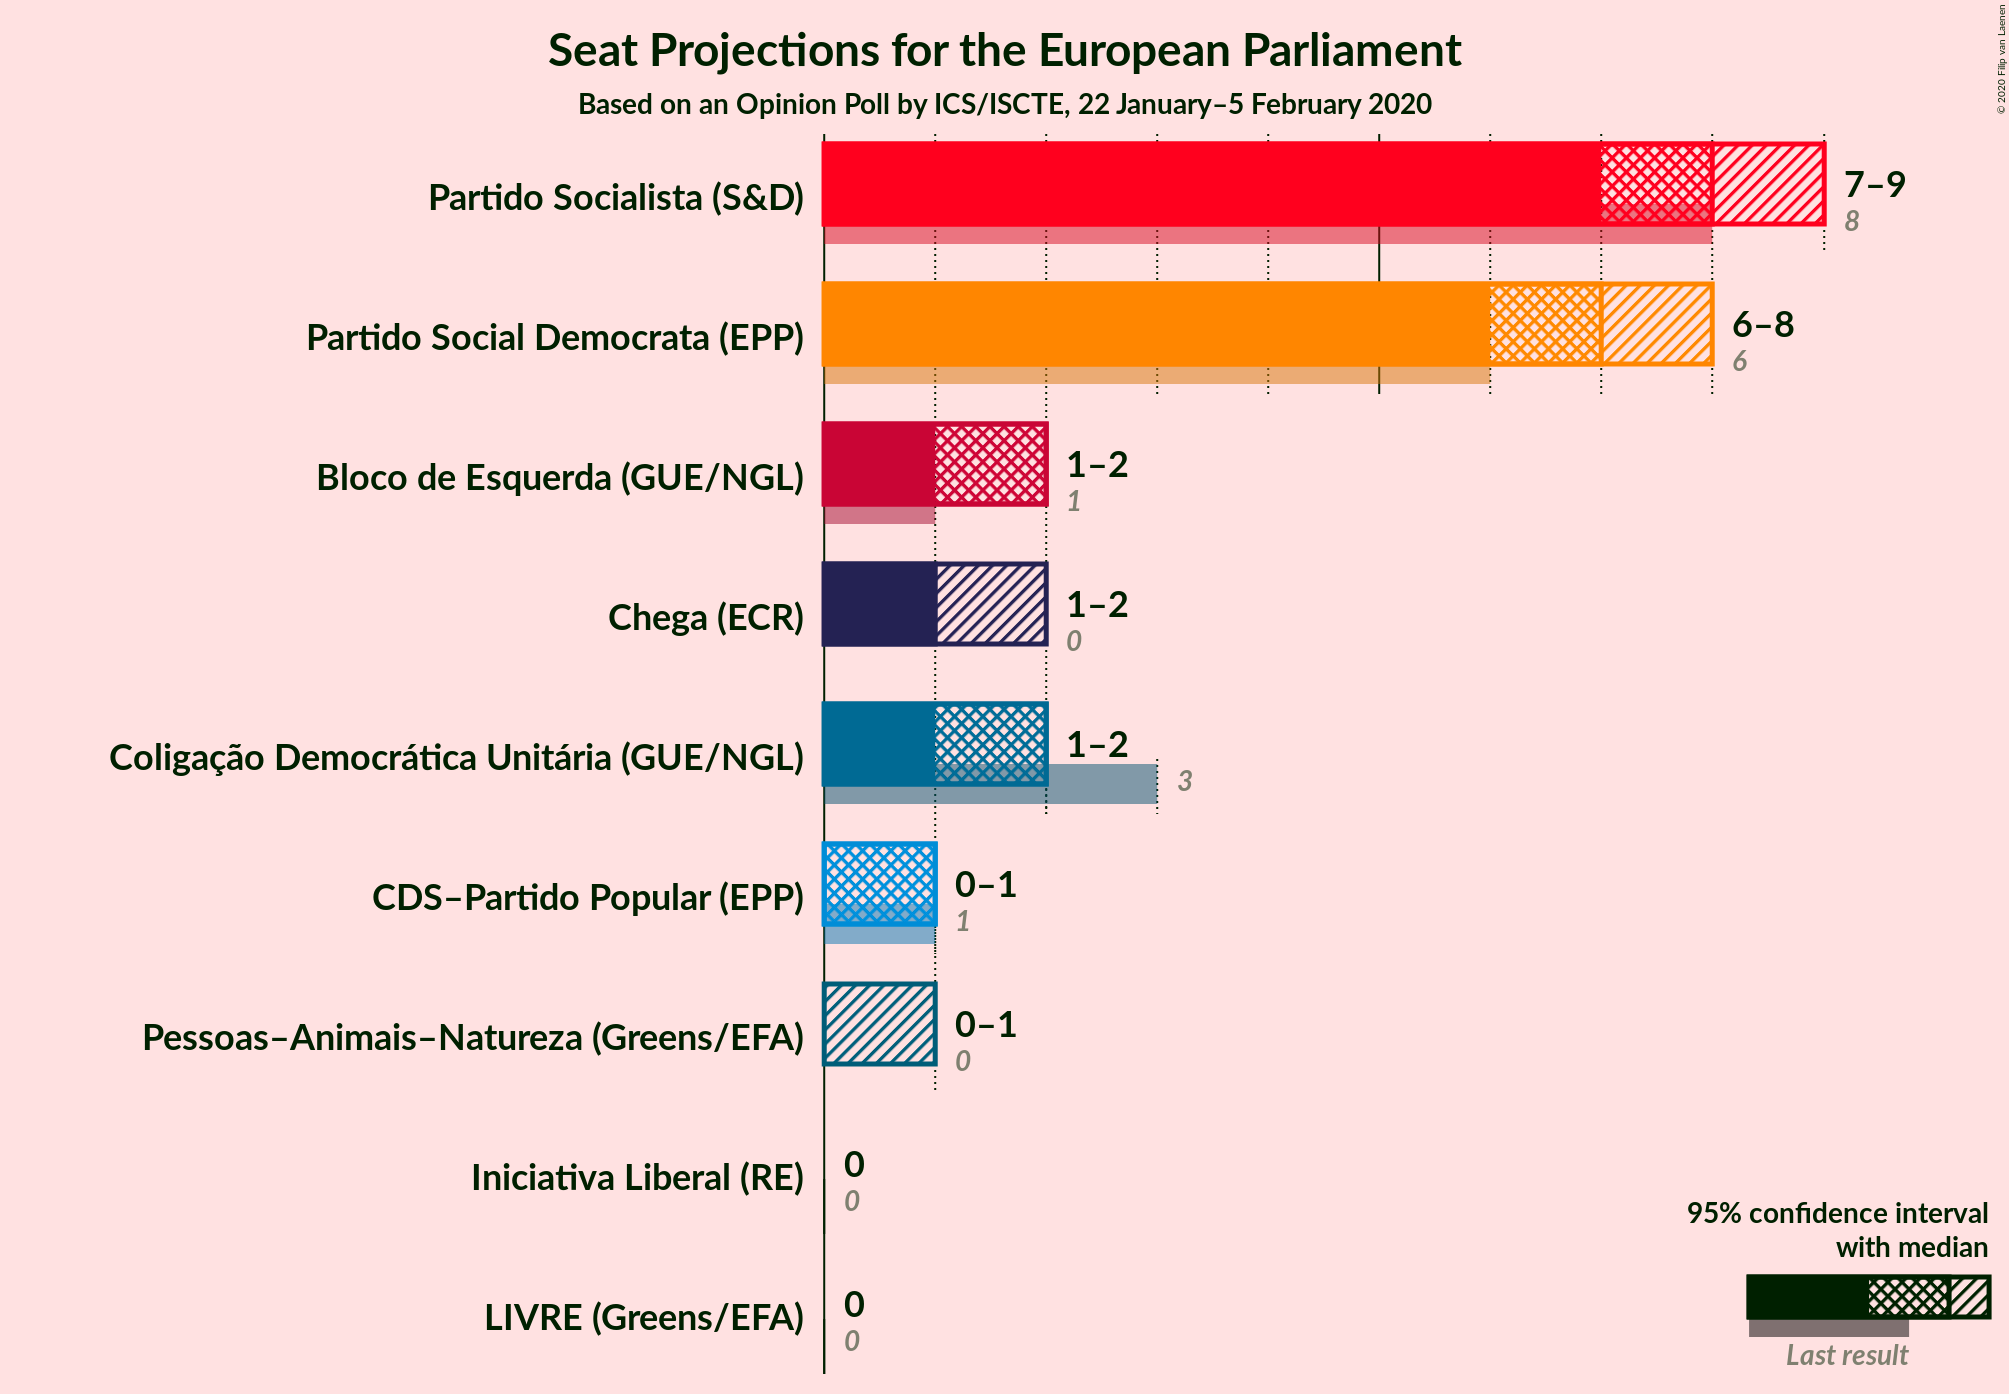 Seat Projections for the European Parliament
Based on an Opinion Poll by ICS/ISCTE, 22 January–5 February 2020
© 2020 Filip van Laenen
Partido Socialista (S&D)
7–9
8
Partido Social Democrata (EPP)
6–8
6
Bloco de Esquerda (GUE/NGL)
1–2
1
Chega (ECR)
1–2
0
Coligação Democrática Unitária (GUE/NGL)
1–2
3
CDS–Partido Popular (EPP)
0–1
1
Pessoas–Animais–Natureza (Greens/EFA)
0–1
0
Iniciativa Liberal (RE)
0
0
LIVRE (Greens/EFA)
0
0
95% confidence interval
with median
Last result